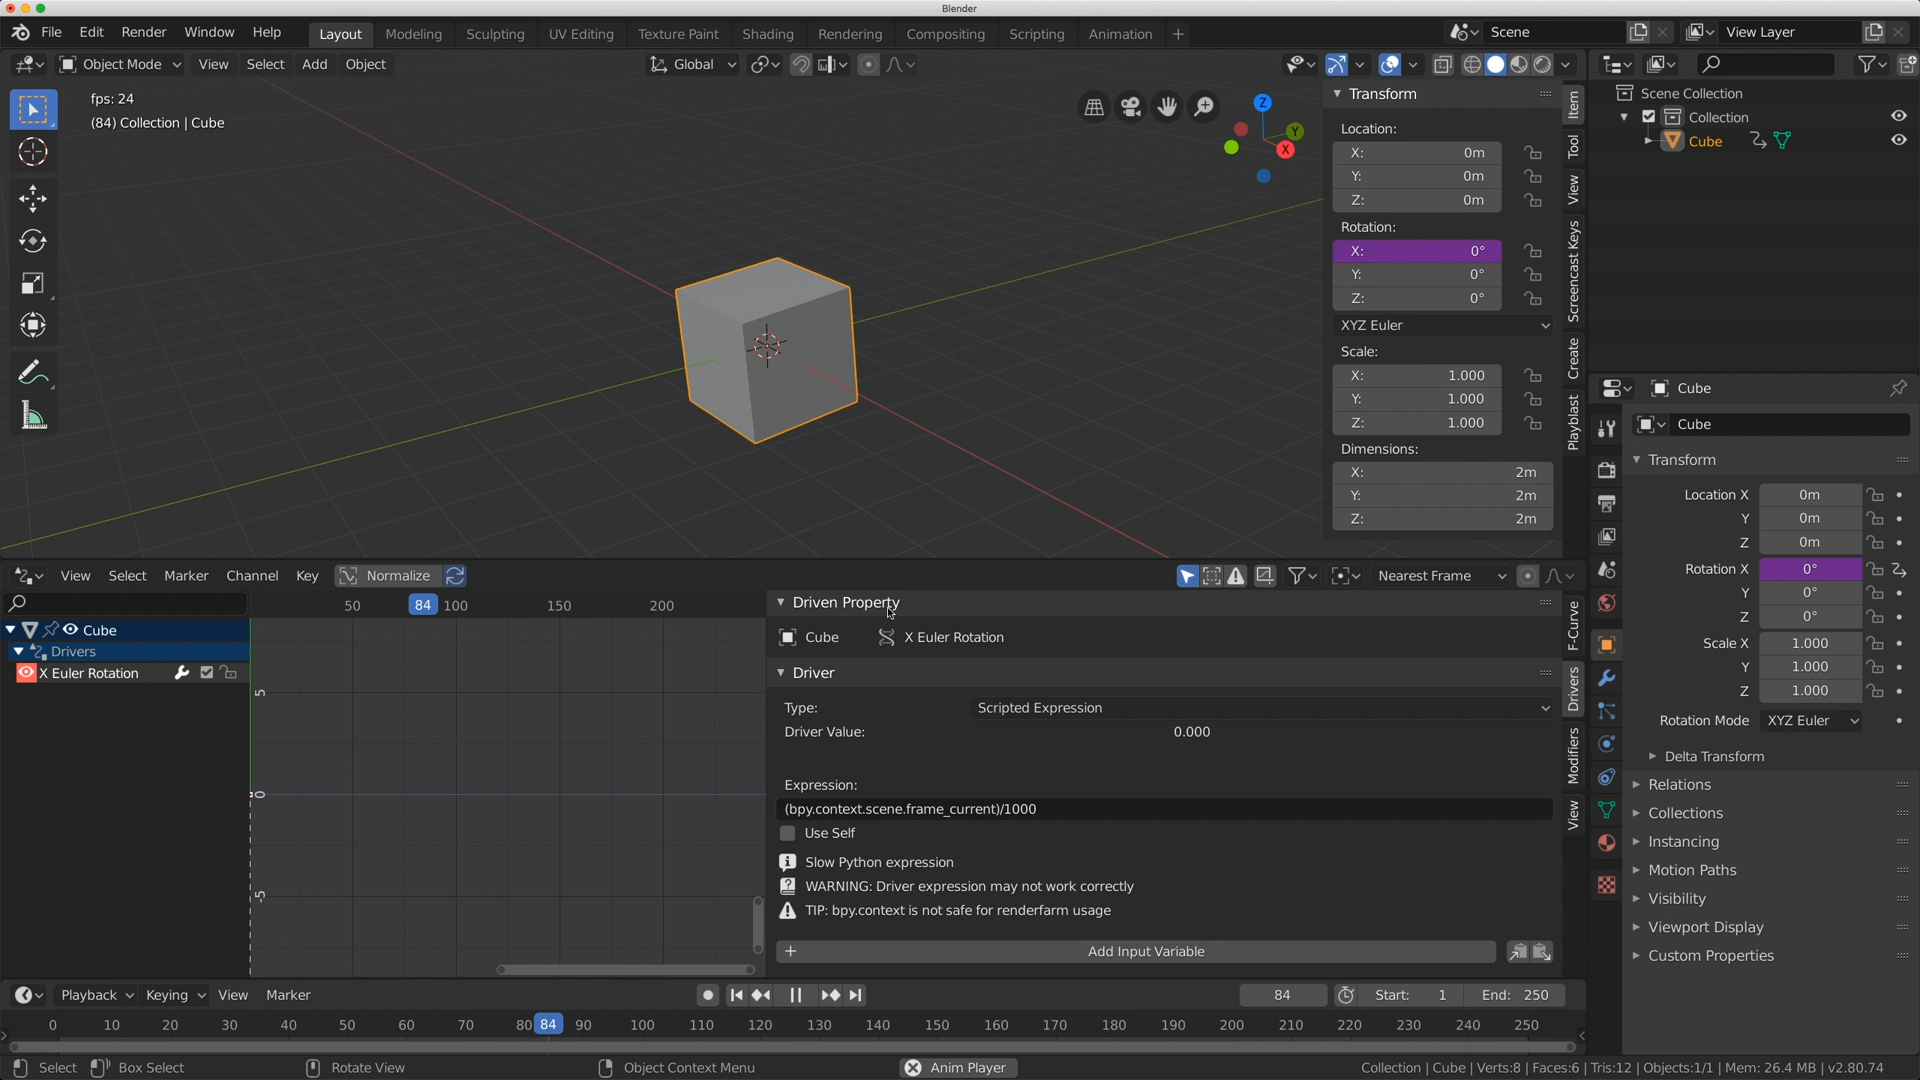 Blender
File Edit Render Window Help Layout Modeling Sculpting UV Editing Texture Paint Shading Rendering Compositing Scripting Animation + Scene View Layer
Object Mode View Select Add Object Global
fps: 24
(84) Collection | Cube
Z
Y
X
Transform
Location:
X: 0m
Y: 0m
Z: 0m
Rotation:
X: 0°
Y: 0°
Z: 0°
XYZ Euler
Scale:
X: 1.000
Y: 1.000
Z: 1.000
Dimensions:
X: 2m
Y: 2m
Z: 2m
Item
Tool
View
Screencast Keys
Create
Playblast
Scene Collection
Collection
Cube
Cube
Cube
Transform
Location X 0m
Y 0m
Z 0m
Rotation X 0°
Y 0°
Z 0°
Scale X 1.000
Y 1.000
Z 1.000
Rotation Mode XYZ Euler
Delta Transform
Relations
Collections
Instancing
Motion Paths
Visibility
Viewport Display
Custom Properties
View Select Marker Channel Key Normalize Nearest Frame
50 84 100 150 200
Cube
Drivers
X Euler Rotation
5
0
-5
Driven Property
Cube X Euler Rotation
Driver
Type: Scripted Expression
Driver Value: 0.000
Expression:
(bpy.context.scene.frame_current)/1000
Use Self
Slow Python expression
WARNING: Driver expression may not work correctly
TIP: bpy.context is not safe for renderfarm usage
+ Add Input Variable
F-Curve
Drivers
Modifiers
View
Playback Keying View Marker 84 Start: 1 End: 250
0 10 20 30 40 50 60 70 80 84 90 100 110 120 130 140 150 160 170 180 190 200 210 220 230 240 250
Select Box Select Rotate View Object Context Menu Anim Player Collection | Cube | Verts:8 | Faces:6 | Tris:12 | Objects:1/1 | Mem: 26.4 MB | v2.80.74